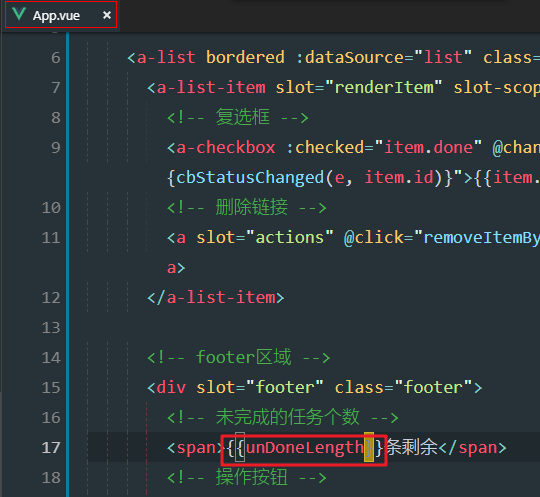 App.vue ×
6 <a-list bordered :dataSource="list" class=
7 <a-list-item slot="renderItem" slot-scop
8 <!-- 复选框 -->
9 <a-checkbox :checked="item.done" @chan
{cbStatusChanged(e, item.id)}">{{item.
10 <!-- 删除链接 -->
11 <a slot="actions" @click="removeItemBy
a>
12 </a-list-item>
13
14 <!-- footer区域 -->
15 <div slot="footer" class="footer">
16 <!-- 未完成的任务个数 -->
17 <span>{{unDoneLength}}条剩余</span>
18 <!-- 操作按钮 -->